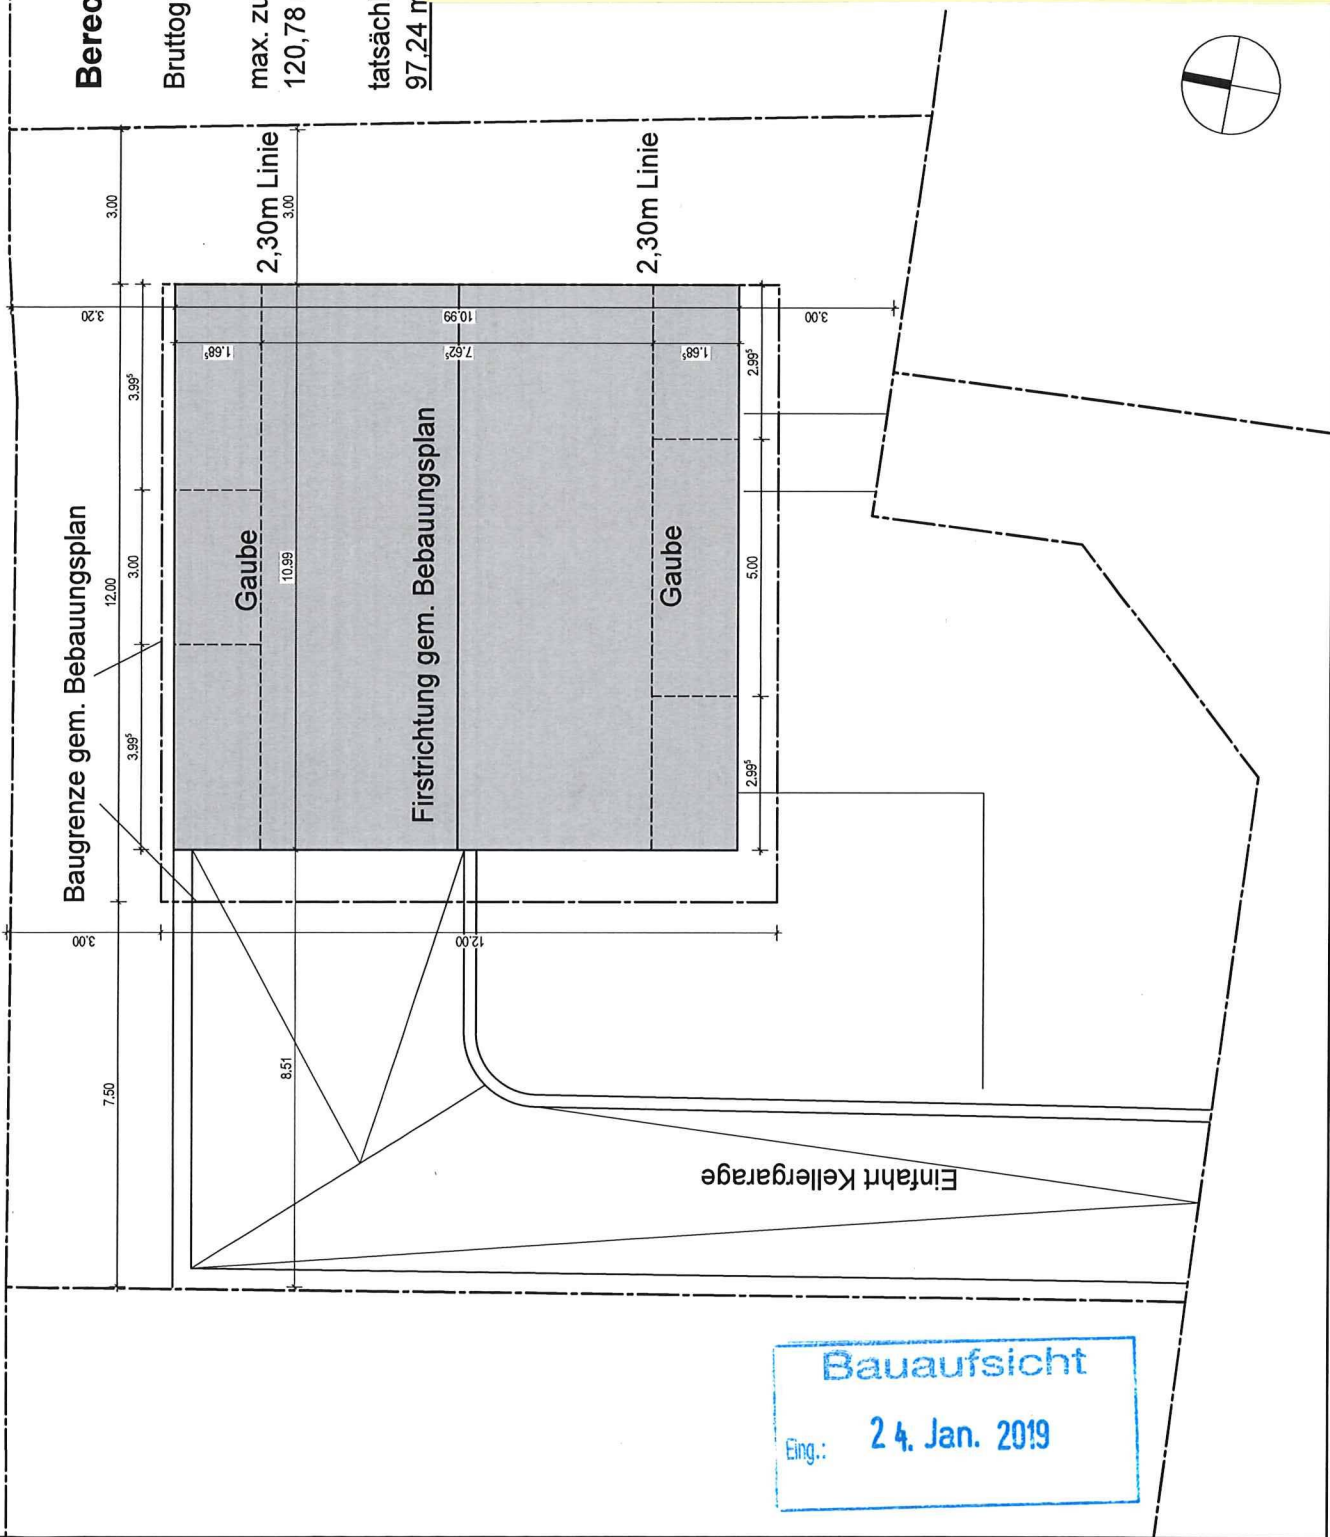 Berec
Bruttog
max. zu
120,78
tatsäch
97,24 m
Baugrenze gem. Bebauungsplan
7.50
12.00
3.00
3.99⁵
3.00
3.99⁵
3.00
3.20
2,30m Linie
Gaube
1.68⁵
8.51
10.99
3.00
Firstrichtung gem. Bebauungsplan
10.99
7.62⁵
12.00
2,30m Linie
Gaube
1.68⁵
2.99⁵
5.00
2.99⁵
3.00
Einfahrt Kellergarage
Bauaufsicht
Eing.: 24. Jan. 2019